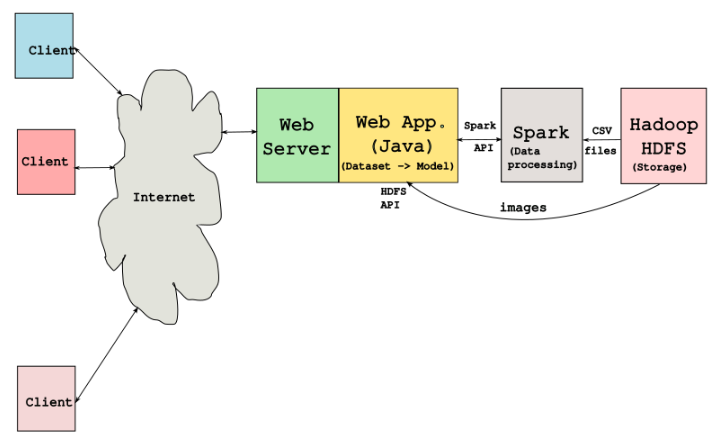 Client
Client
Client
Internet
Web
Server
Web App.
(Java)
(Dataset -> Model)
Spark
API
Spark
(Data
processing)
CSV
files
Hadoop
HDFS
(Storage)
HDFS
API
images